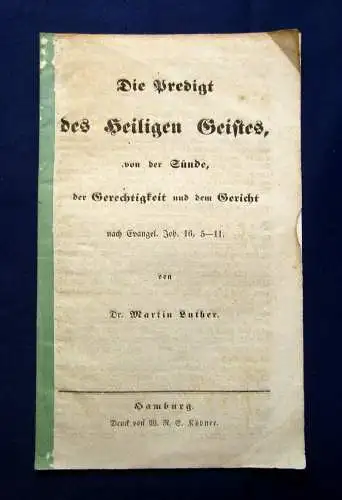 Die Predigt
des Heiligen Geistes,
von der Sünde,
der Gerechtigkeit und dem Gericht
nach Evangel. Joh. 16, 5—11.
von
Dr. Martin Luther.
Hamburg.
Druck von W. N. S. Köbner.